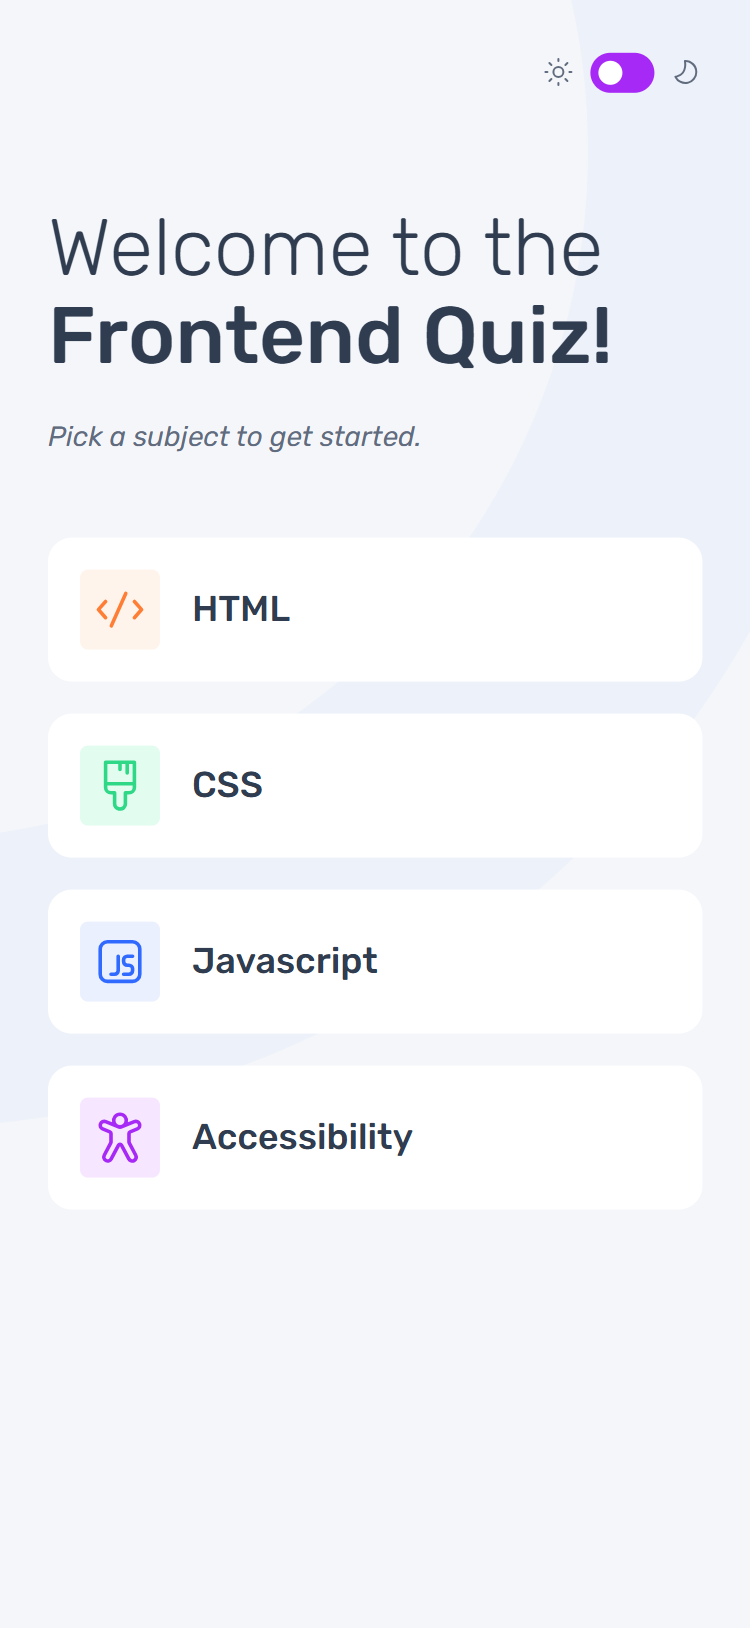 Welcome to the
Frontend Quiz!
Pick a subject to get started.
HTML
CSS
JS
Javascript
Accessibility